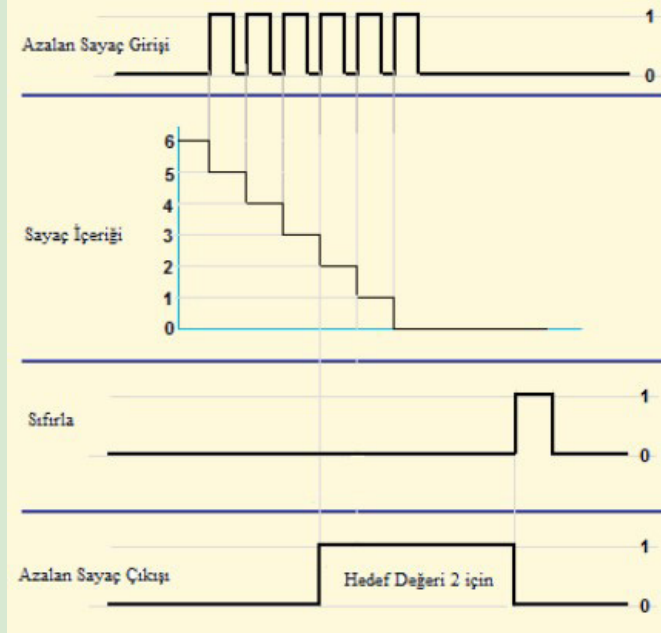 Azalan Sayaç Girişi
1
0
Sayaç İçeriği
6
5
4
3
2
1
0
Sıfırla
1
0
Azalan Sayaç Çıkışı
Hedef Değeri 2 için
1
0